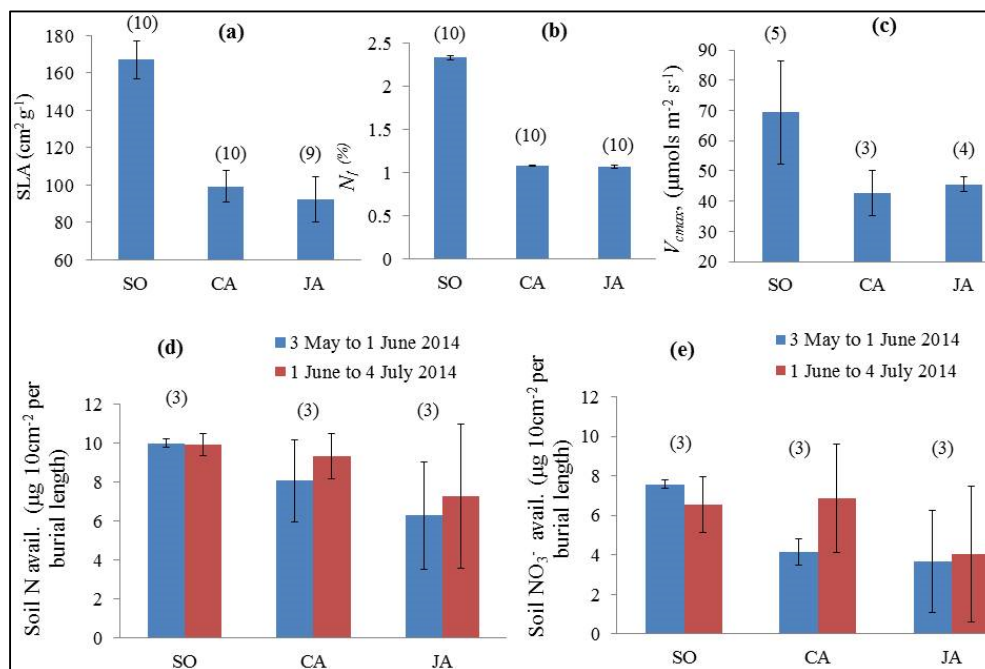 (a)
SLA (cm² g⁻¹)
180
160
140
120
100
80
60
(10)
(10)
(9)
SO CA JA
(b)
N_f (%)
2.5
2
1.5
1
0.5
0
(10)
(10)
(10)
SO CA JA
(c)
V_cmax, (µmols m⁻² s⁻¹)
90
80
70
60
50
40
30
20
(5)
(3)
(4)
SO CA JA
(d)
3 May to 1 June 2014
1 June to 4 July 2014
Soil N avail. (µg 10cm⁻² per
burial length)
12
10
8
6
4
2
0
(3) (3) (3)
SO CA JA
(e)
3 May to 1 June 2014
1 June to 4 July 2014
Soil NO₃⁻ avail. (µg 10cm⁻² per
burial length)
12
10
8
6
4
2
0
(3) (3) (3)
SO CA JA